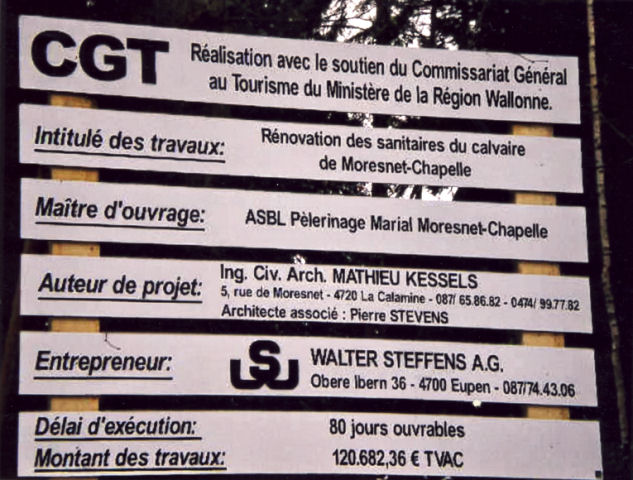 CGT
Réalisation avec le soutien du Commissariat Général
au Tourisme du Ministère de la Région Wallonne.
Intitulé des travaux: Rénovation des sanitaires du calvaire
de Moresnet-Chapelle
Maître d'ouvrage: ASBL Pèlerinage Marial Moresnet-Chapelle
Auteur de projet: Ing. Civ. Arch. MATHIEU KESSELS
5, rue de Moresnet - 4720 La Calamine - 087/ 65.86.82 - 0474/ 99.77.82
Architecte associé : Pierre STEVENS
Entrepreneur: WSW WALTER STEFFENS A.G.
Obere Ibern 36 - 4700 Eupen - 087/74.43.06
Délai d'exécution: 80 jours ouvrables
Montant des travaux: 120.682,36 € TVAC